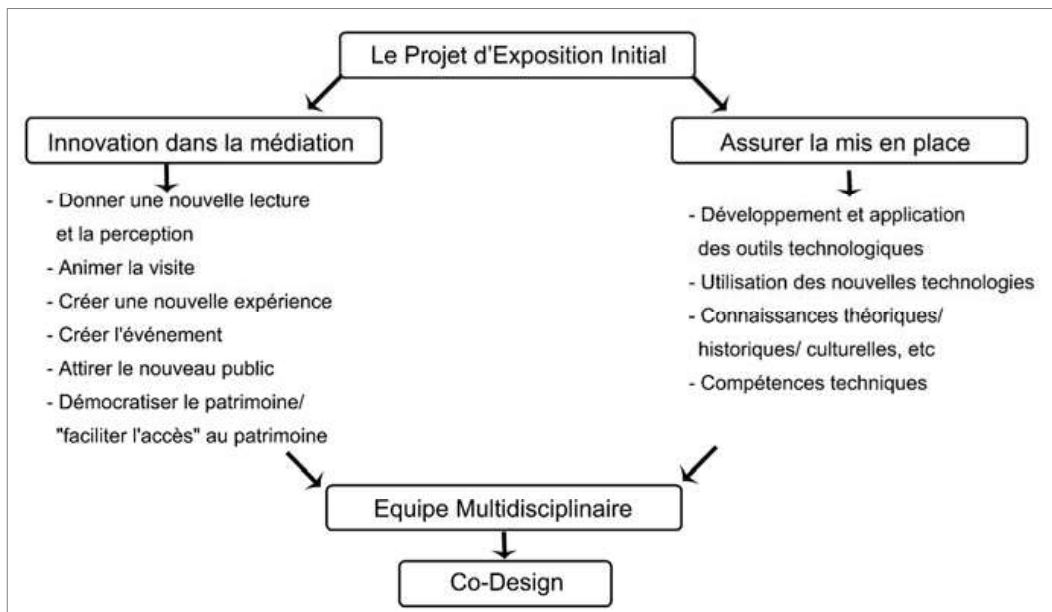 Le Projet d'Exposition Initial
Innovation dans la médiation
- Donner une nouvelle lecture
et la perception
- Animer la visite
- Créer une nouvelle expérience
- Créer l'événement
- Attirer le nouveau public
- Démocratiser le patrimoine/
"faciliter l'accès" au patrimoine
Assurer la mis en place
- Développement et application
des outils technologiques
- Utilisation des nouvelles technologies
- Connaissances théoriques/
historiques/ culturelles, etc
- Compétences techniques
Equipe Multidisciplinaire
Co-Design